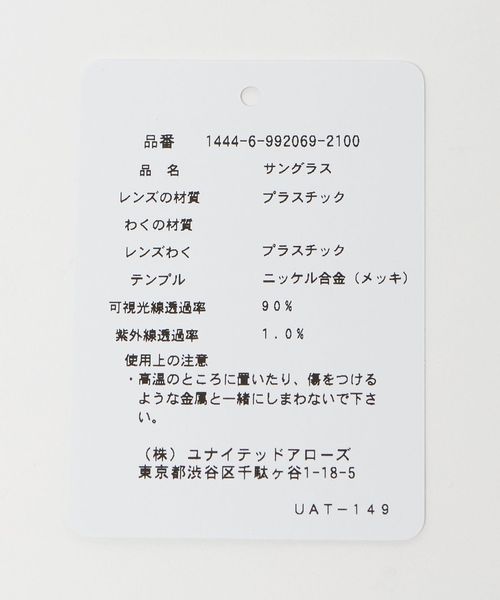 品番 1444-6-992069-2100
品 名 サングラス
レンズの材質 プラスチック
わくの材質
レンズわく プラスチック
テンプル ニッケル合金（メッキ）
可視光線透過率 90%
紫外線透過率 1.0%
使用上の注意
・高温のところに置いたり、傷をつける
ような金属と一緒にしまわないで下さ
い。
（株）ユナイテッドアローズ
東京都渋谷区千駄ヶ谷1-18-5
UAT-149